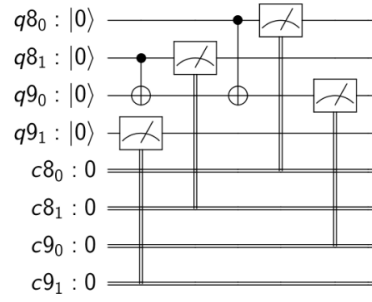 q8₀ : |0⟩
q8₁ : |0⟩
q9₀ : |0⟩
q9₁ : |0⟩
c8₀ : 0
c8₁ : 0
c9₀ : 0
c9₁ : 0